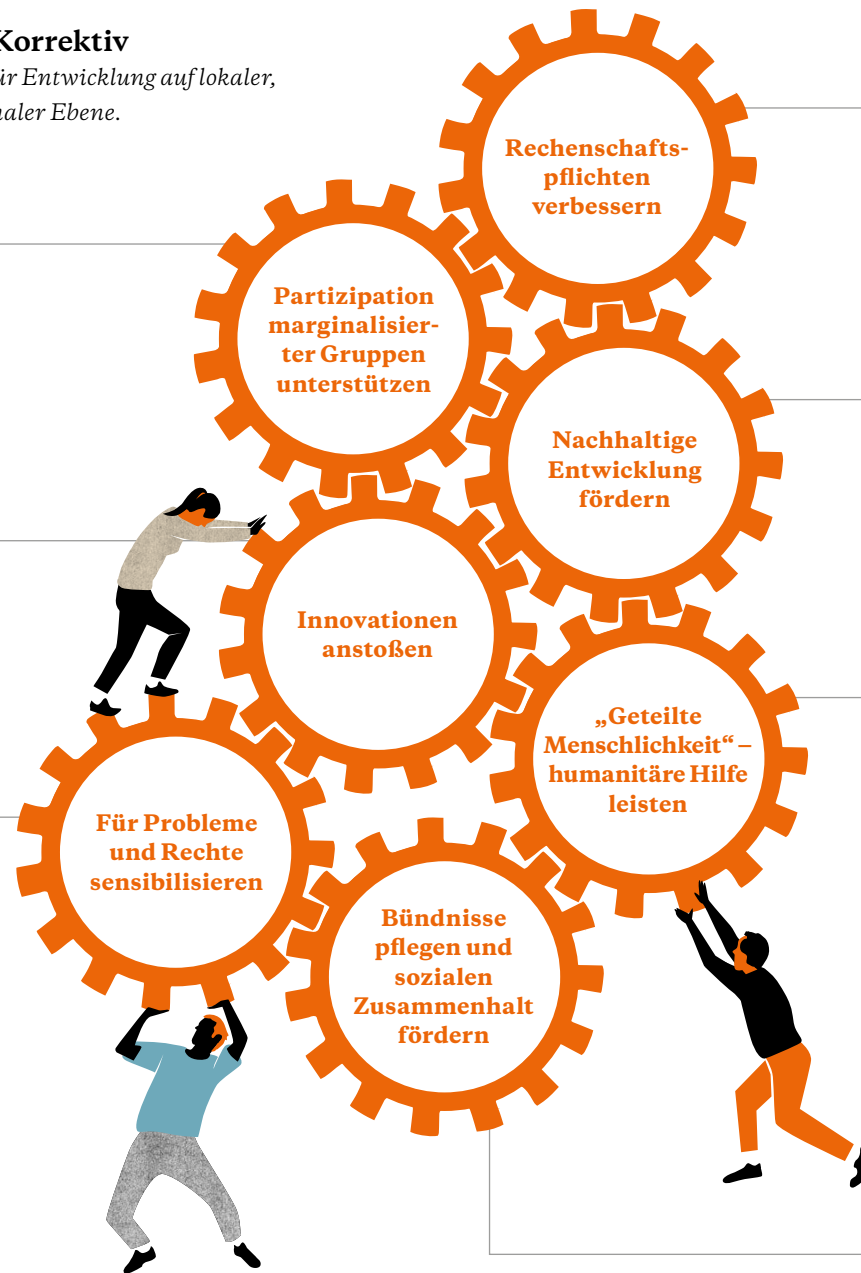 Korrektiv
für Entwicklung auf lokaler,
naler Ebene.
Rechenschafts-
pflichten
verbessern
Partizipation
marginalisier-
ter Gruppen
unterstützen
Nachhaltige
Entwicklung
fördern
Innovationen
anstoßen
„Geteilte
Menschlichkeit“ –
humanitäre Hilfe
leisten
Für Probleme
und Rechte
sensibilisieren
Bündnisse
pflegen und
sozialen
Zusammenhalt
fördern